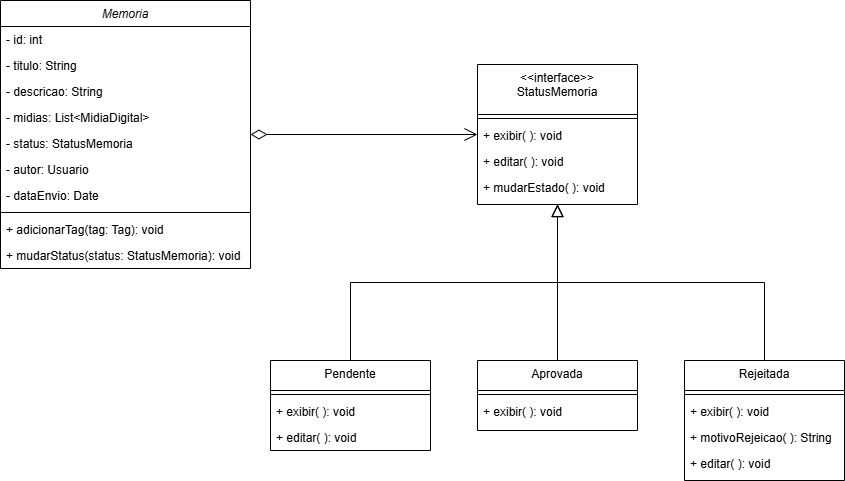 Memoria
- id: int
- titulo: String
- descricao: String
- midias: List<MidiaDigital>
- status: StatusMemoria
- autor: Usuario
- dataEnvio: Date
+ adicionarTag(tag: Tag): void
+ mudarStatus(status: StatusMemoria): void
<<interface>>
StatusMemoria
+ exibir( ): void
+ editar( ): void
+ mudarEstado( ): void
Pendente
+ exibir( ): void
+ editar( ): void
Aprovada
+ exibir( ): void
Rejeitada
+ exibir( ): void
+ motivoRejeicao( ): String
+ editar( ): void